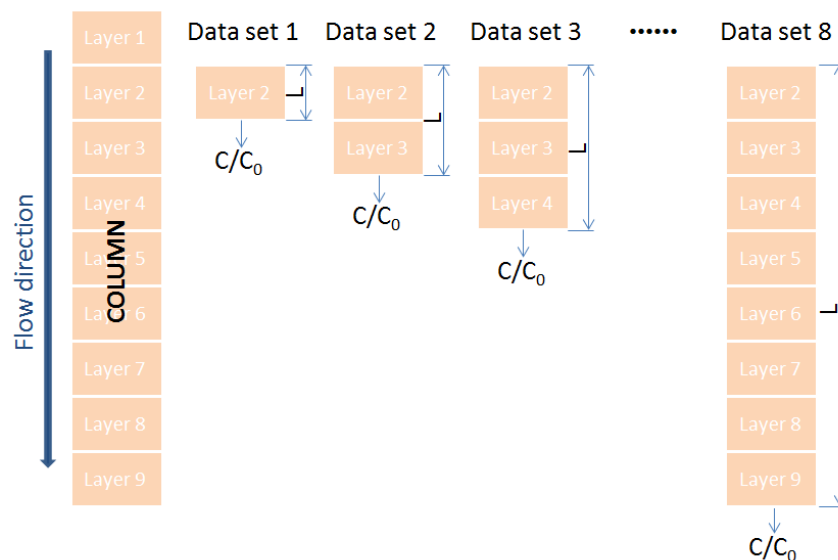 Data set 1 Data set 2 Data set 3 ...... Data set 8
Flow direction
COLUMN
Layer 1
Layer 2
Layer 3
Layer 4
Layer 5
Layer 6
Layer 7
Layer 8
Layer 9
Layer 2
L
C/C₀
Layer 2
Layer 3
L
C/C₀
Layer 2
Layer 3
Layer 4
L
C/C₀
Layer 2
Layer 3
Layer 4
Layer 5
Layer 6
Layer 7
Layer 8
Layer 9
L
C/C₀